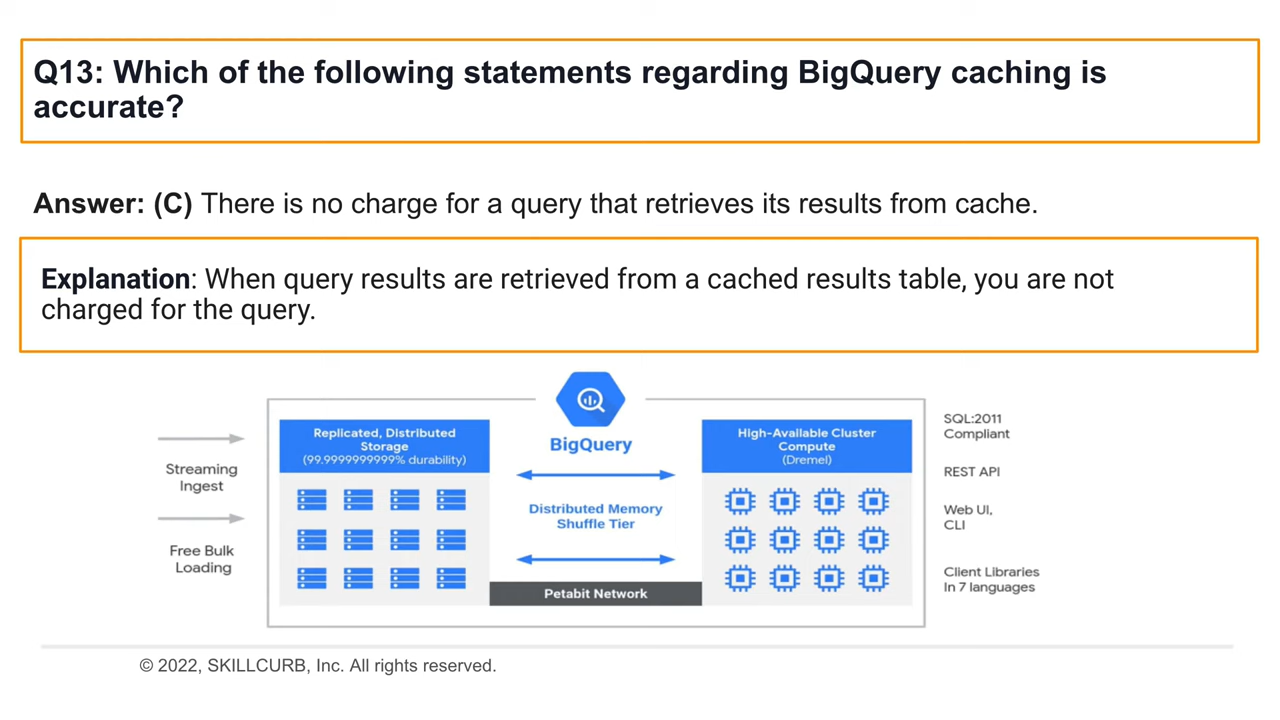 Q13: Which of the following statements regarding BigQuery caching is
accurate?
Answer: (C) There is no charge for a query that retrieves its results from cache.
Explanation: When query results are retrieved from a cached results table, you are not
charged for the query.
Streaming
Ingest
Free Bulk
Loading
Replicated, Distributed
Storage
(99.9999999999% durability)
BigQuery
Distributed Memory
Shuffle Tier
Petabit Network
High-Available Cluster
Compute
(Dremel)
SQL:2011
Compliant
REST API
Web UI,
CLI
Client Libraries
In 7 languages
© 2022, SKILLCURB, Inc. All rights reserved.